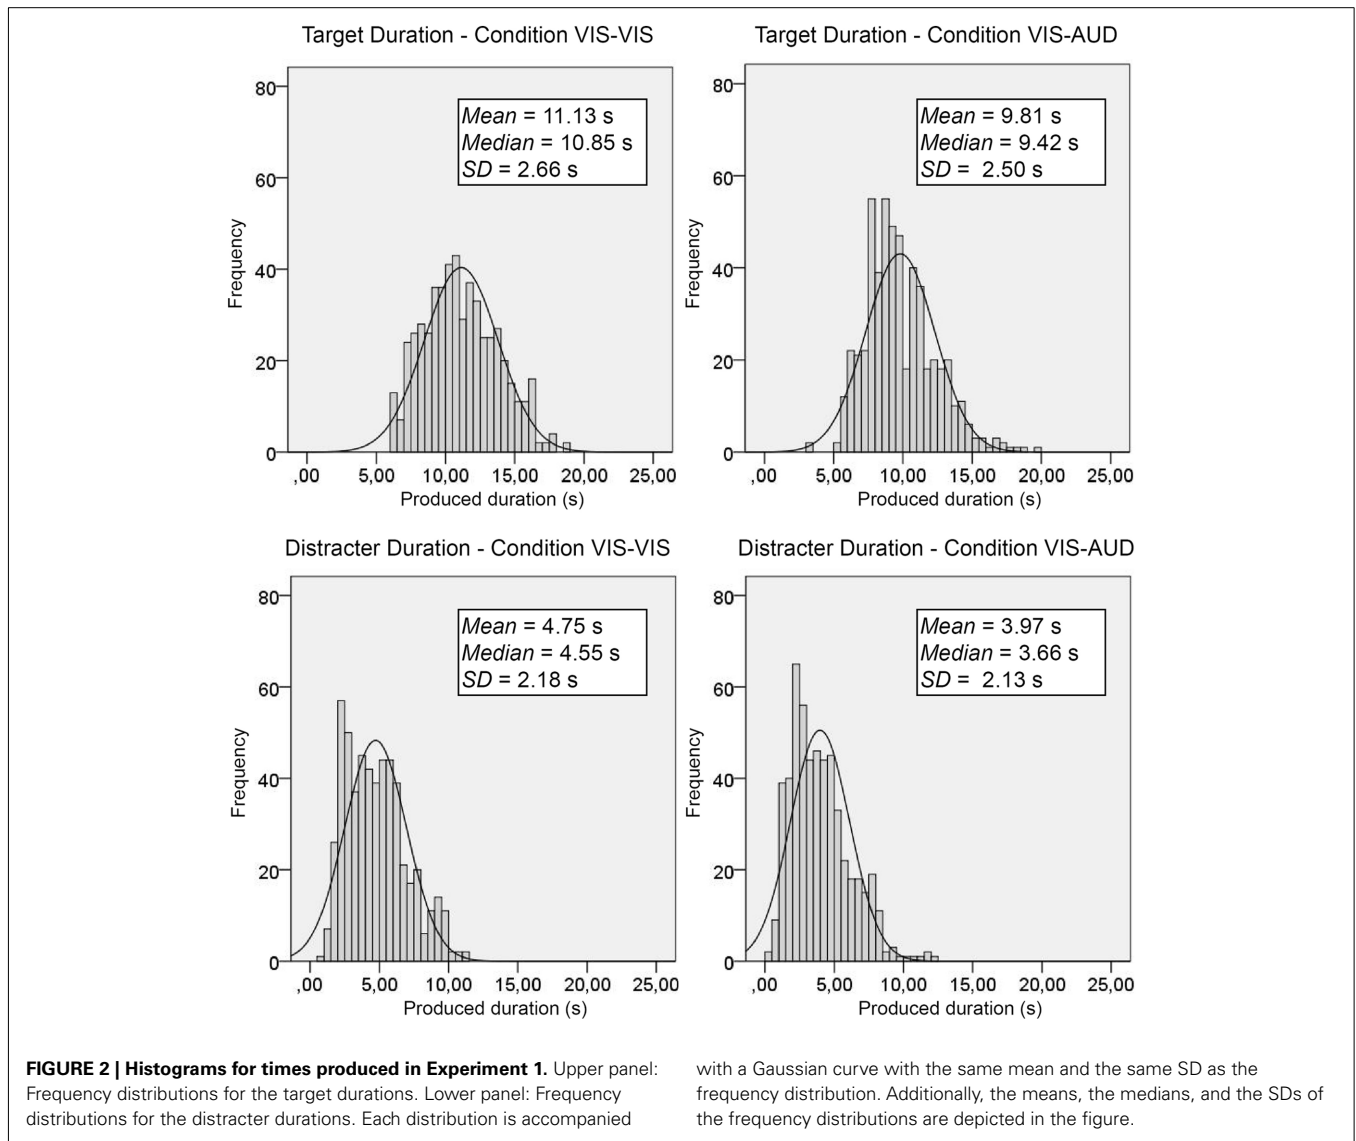 Target Duration - Condition VIS-VIS
80
60
40
20
0
Frequency
Mean = 11.13 s
Median = 10.85 s
SD = 2.66 s
,00 5,00 10,00 15,00 20,00 25,00
Produced duration (s)
Target Duration - Condition VIS-AUD
80
60
40
20
0
Frequency
Mean = 9.81 s
Median = 9.42 s
SD = 2.50 s
,00 5,00 10,00 15,00 20,00 25,00
Produced duration (s)
Distracter Duration - Condition VIS-VIS
80
60
40
20
0
Frequency
Mean = 4.75 s
Median = 4.55 s
SD = 2.18 s
,00 5,00 10,00 15,00 20,00 25,00
Produced duration (s)
Distracter Duration - Condition VIS-AUD
80
60
40
20
0
Frequency
Mean = 3.97 s
Median = 3.66 s
SD = 2.13 s
,00 5,00 10,00 15,00 20,00 25,00
Produced duration (s)
FIGURE 2 | Histograms for times produced in Experiment 1. Upper panel:
Frequency distributions for the target durations. Lower panel: Frequency
distributions for the distracter durations. Each distribution is accompanied
with a Gaussian curve with the same mean and the same SD as the
frequency distribution. Additionally, the means, the medians, and the SDs of
the frequency distributions are depicted in the figure.